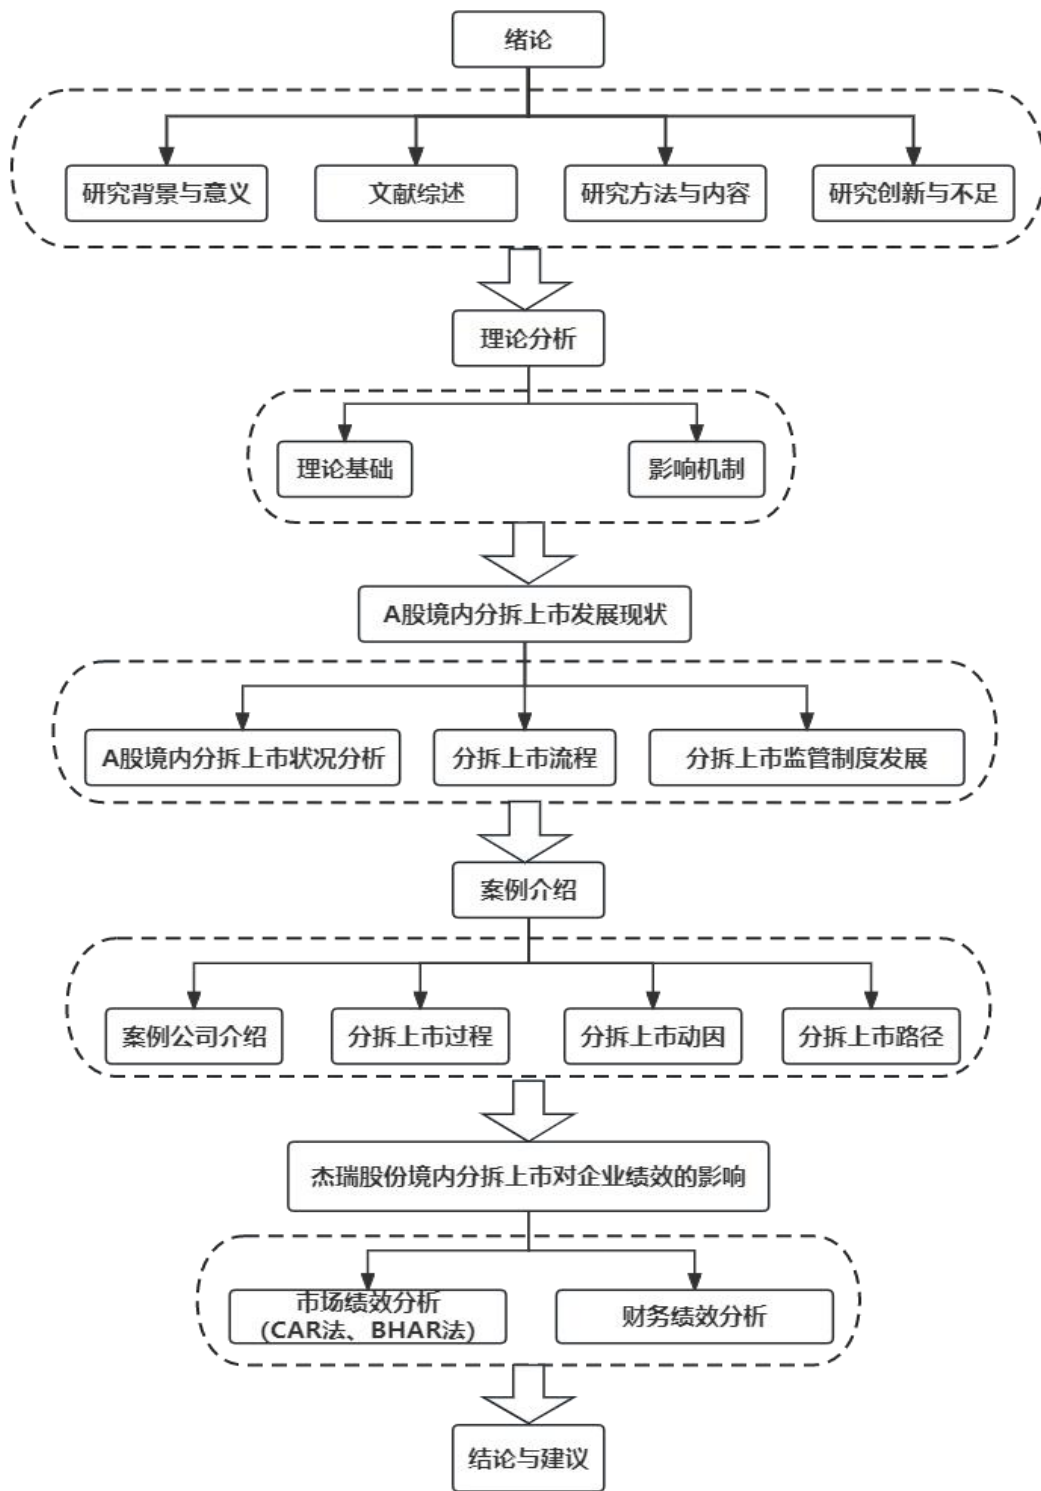 绪论
研究背景与意义
文献综述
研究方法与内容
研究创新与不足
理论分析
理论基础
影响机制
A股境内分拆上市发展现状
A股境内分拆上市状况分析
分拆上市流程
分拆上市监管制度发展
案例介绍
案例公司介绍
分拆上市过程
分拆上市动因
分拆上市路径
杰瑞股份境内分拆上市对企业绩效的影响
市场绩效分析
（CAR法、BHAR法）
财务绩效分析
结论与建议